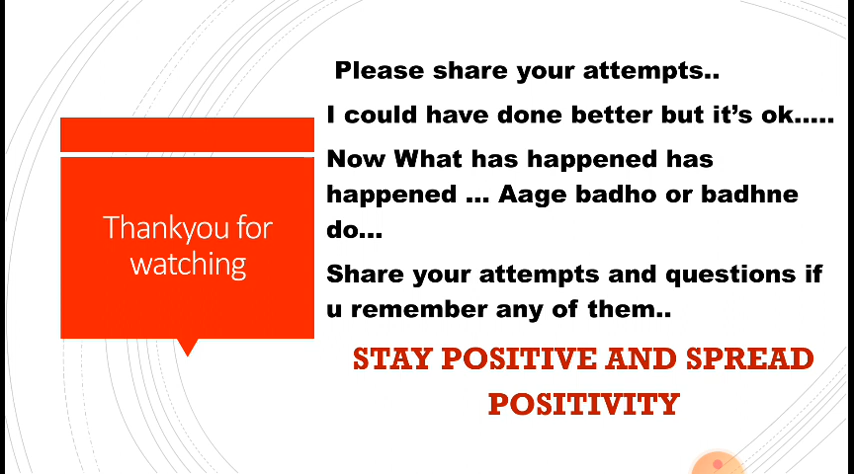 Thankyou for
watching
Please share your attempts..
I could have done better but it's ok.....
Now What has happened has
happened ... Aage badho or badhne
do...
Share your attempts and questions if
u remember any of them..
STAY POSITIVE AND SPREAD
POSITIVITY